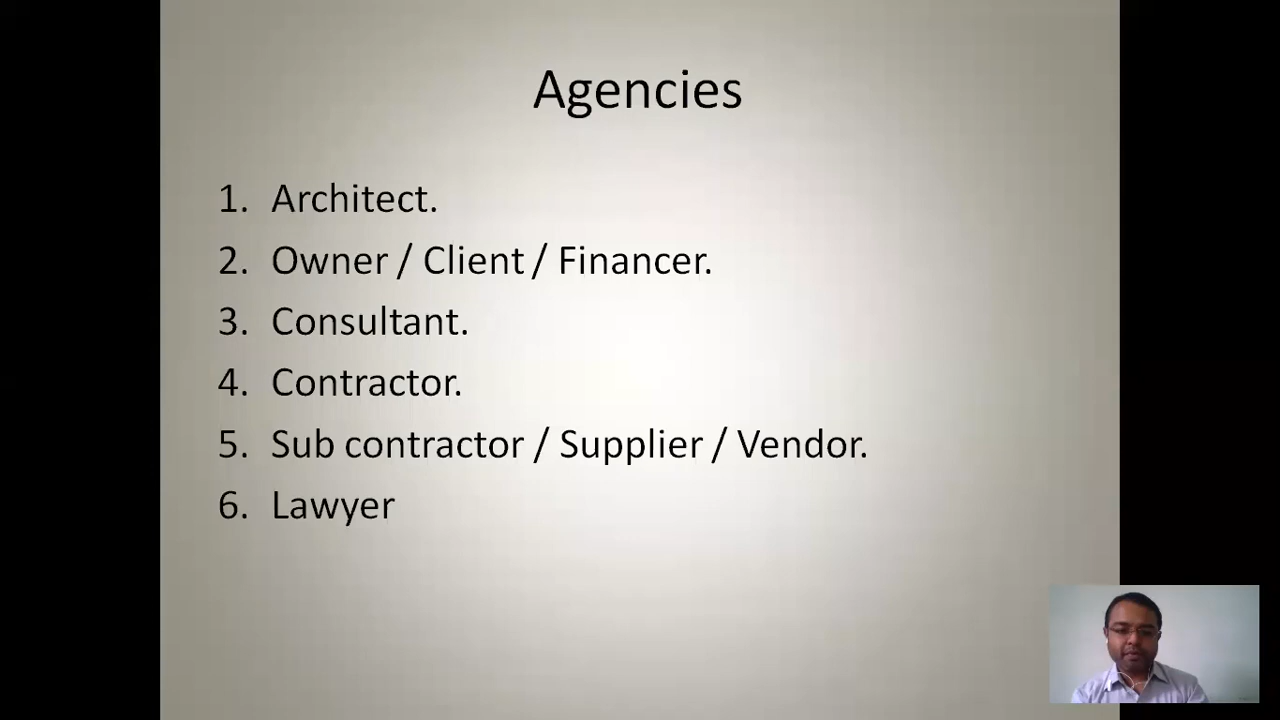 Agencies
1. Architect.
2. Owner / Client / Financer.
3. Consultant.
4. Contractor.
5. Sub contractor / Supplier / Vendor.
6. Lawyer